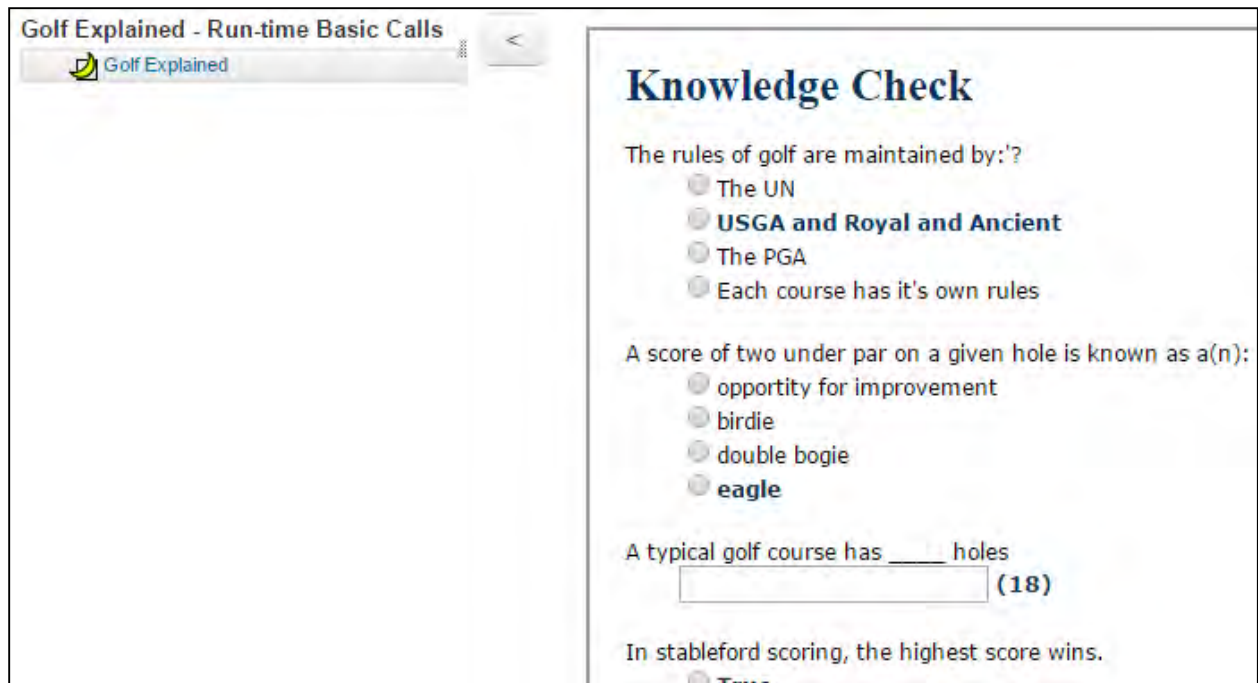 Golf Explained - Run-time Basic Calls
Golf Explained
<
Knowledge Check
The rules of golf are maintained by:'?
The UN
USGA and Royal and Ancient
The PGA
Each course has it's own rules
A score of two under par on a given hole is known as a(n):
opportity for improvement
birdie
double bogie
eagle
A typical golf course has ____ holes
(18)
In stableford scoring, the highest score wins.
True